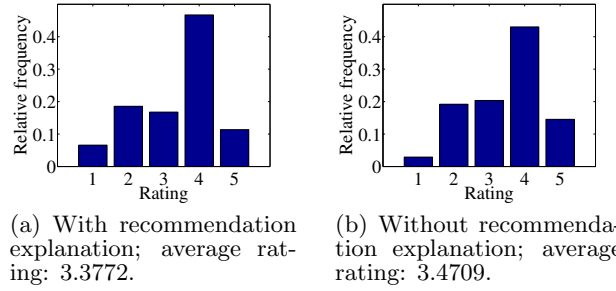 Relative frequency
0.4
0.3
0.2
0.1
0
1 2 3 4 5
Rating
(a) With recommendation
explanation; average rat-
ing: 3.3772.
Relative frequency
0.4
0.3
0.2
0.1
0
1 2 3 4 5
Rating
(b) Without recommenda-
tion explanation; average
rating: 3.4709.